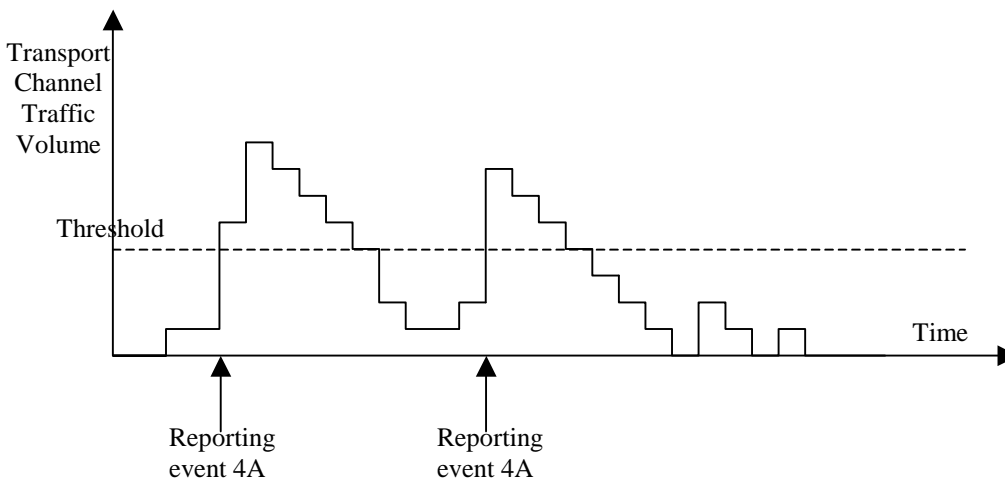 Transport
Channel
Traffic
Volume
Threshold
Time
Reporting
event 4A
Reporting
event 4A